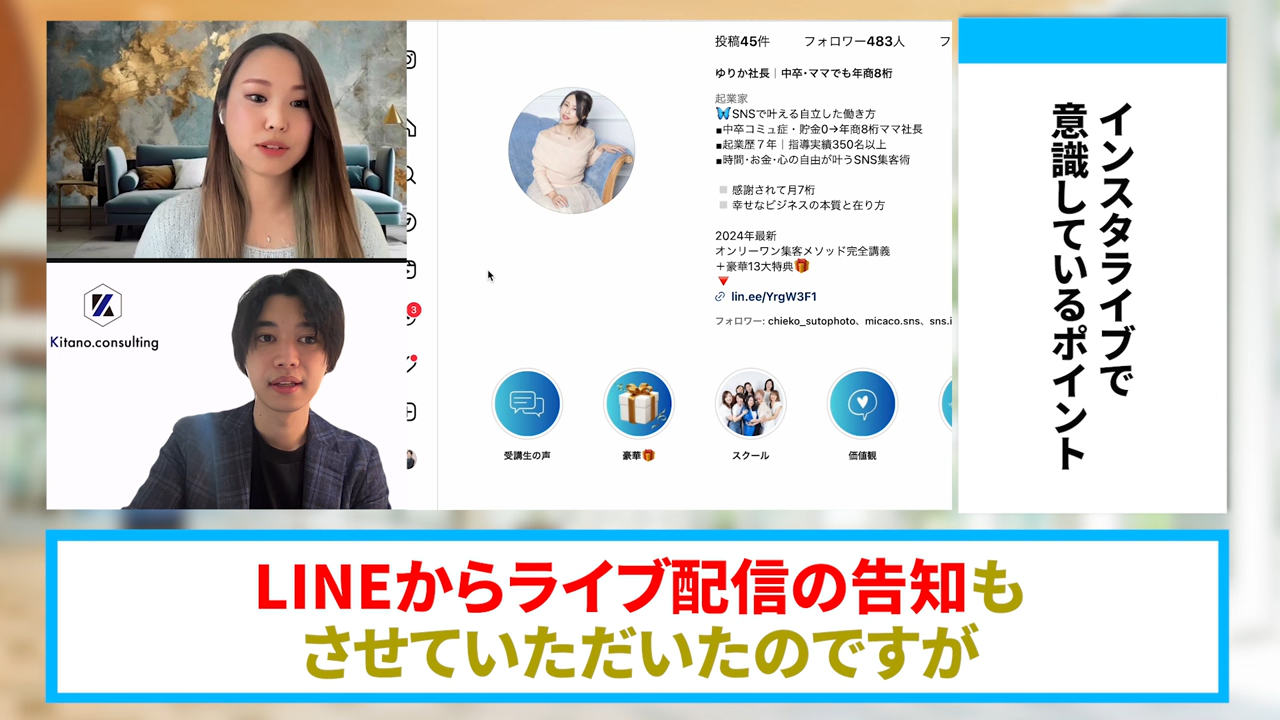 投稿45件 フォロワー483人 フ
ゆりか社長｜中卒･ママでも年商8桁
起業家
🦋SNSで叶える自立した働き方
■中卒コミュ症・貯金0→年商8桁ママ社長
■起業歴７年｜指導実績350名以上
■時間･お金･心の自由が叶うSNS集客術
◽感謝されて月7桁
◽幸せなビジネスの本質と在り方
2024年最新
オンリーワン集客メソッド完全講義
＋豪華13大特典🎁
🔻
lin.ee/YrgW3F1
フォロワー: chieko_sutophoto、micaco.sns、sns.i
3
受講生の声
豪華🎁
スクール
価値観
Kitano.consulting
インスタライブで
意識しているポイント
LINEからライブ配信の告知も
させていただいたのですが